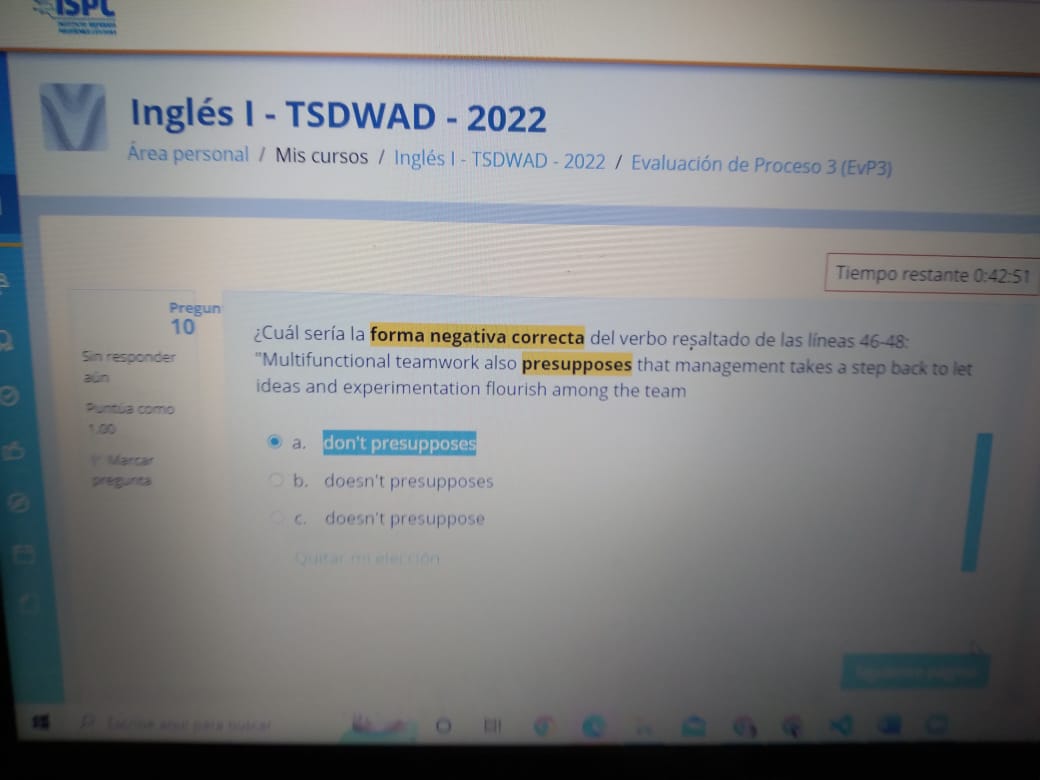 ISPC
Inglés I - TSDWAD - 2022
Área personal / Mis cursos / Inglés I - TSDWAD - 2022 / Evaluación de Proceso 3 (EvP3)
Tiempo restante 0:42:51
Pregun
10
Sin responder
aún
Puntúa como
1,00
Marcar
pregunta
¿Cuál sería la forma negativa correcta del verbo resaltado de las líneas 46-48:
"Multifunctional teamwork also presupposes that management takes a step back to let
ideas and experimentation flourish among the team
a. don't presupposes
b. doesn't presupposes
c. doesn't presuppose
Quitar mi elección
Siguiente página
Escribe aquí para buscar